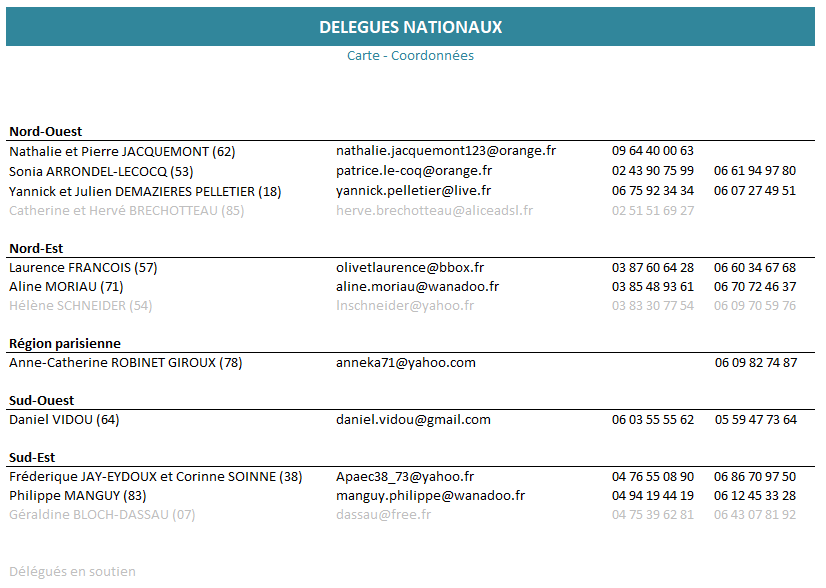 DELEGUES NATIONAUX
Carte - Coordonnées
Nord-Ouest
Nathalie et Pierre JACQUEMONT (62) nathalie.jacquemont123@orange.fr 09 64 40 00 63
Sonia ARRONDEL-LECOCQ (53) patrice.le-coq@orange.fr 02 43 90 75 99 06 61 94 97 80
Yannick et Julien DEMAZIERES PELLETIER (18) yannick.pelletier@live.fr 06 75 92 34 34 06 07 27 49 51
Catherine et Hervé BRECHOTTEAU (85) herve.brechotteau@aliceadsl.fr 02 51 51 69 27
Nord-Est
Laurence FRANCOIS (57) olivetlaurence@bbox.fr 03 87 60 64 28 06 60 34 67 68
Aline MORIAU (71) aline.moriau@wanadoo.fr 03 85 48 93 61 06 70 72 46 37
Hélène SCHNEIDER (54) lnschneider@yahoo.fr 03 83 30 77 54 06 09 70 59 76
Région parisienne
Anne-Catherine ROBINET GIROUX (78) anneka71@yahoo.com 06 09 82 74 87
Sud-Ouest
Daniel VIDOU (64) daniel.vidou@gmail.com 06 03 55 55 62 05 59 47 73 64
Sud-Est
Fréderique JAY-EYDOUX et Corinne SOINNE (38) Apaec38_73@yahoo.fr 04 76 55 08 90 06 86 70 97 50
Philippe MANGUY (83) manguy.philippe@wanadoo.fr 04 94 19 44 19 06 12 45 33 28
Géraldine BLOCH-DASSAU (07) dassau@free.fr 04 75 39 62 81 06 43 07 81 92
Délégués en soutien